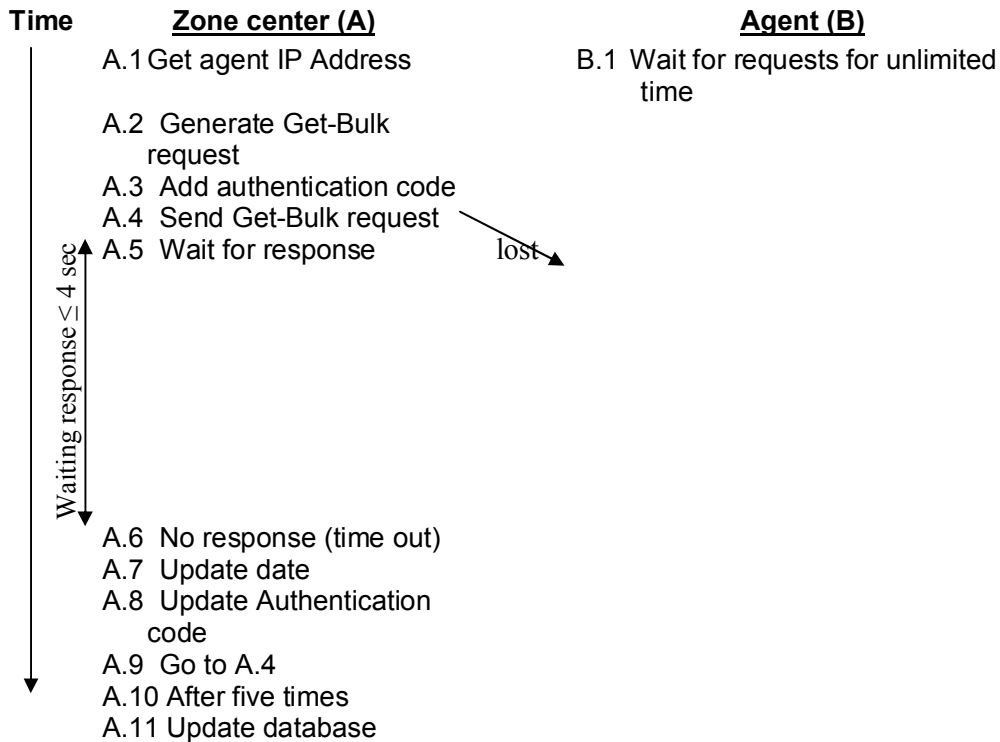 Time Zone center (A) Agent (B)
A.1 Get agent IP Address
B.1 Wait for requests for unlimited
time
A.2 Generate Get-Bulk
request
A.3 Add authentication code
A.4 Send Get-Bulk request
A.5 Wait for response
lost
Waiting response ≤ 4 sec
A.6 No response (time out)
A.7 Update date
A.8 Update Authentication
code
A.9 Go to A.4
A.10 After five times
A.11 Update database